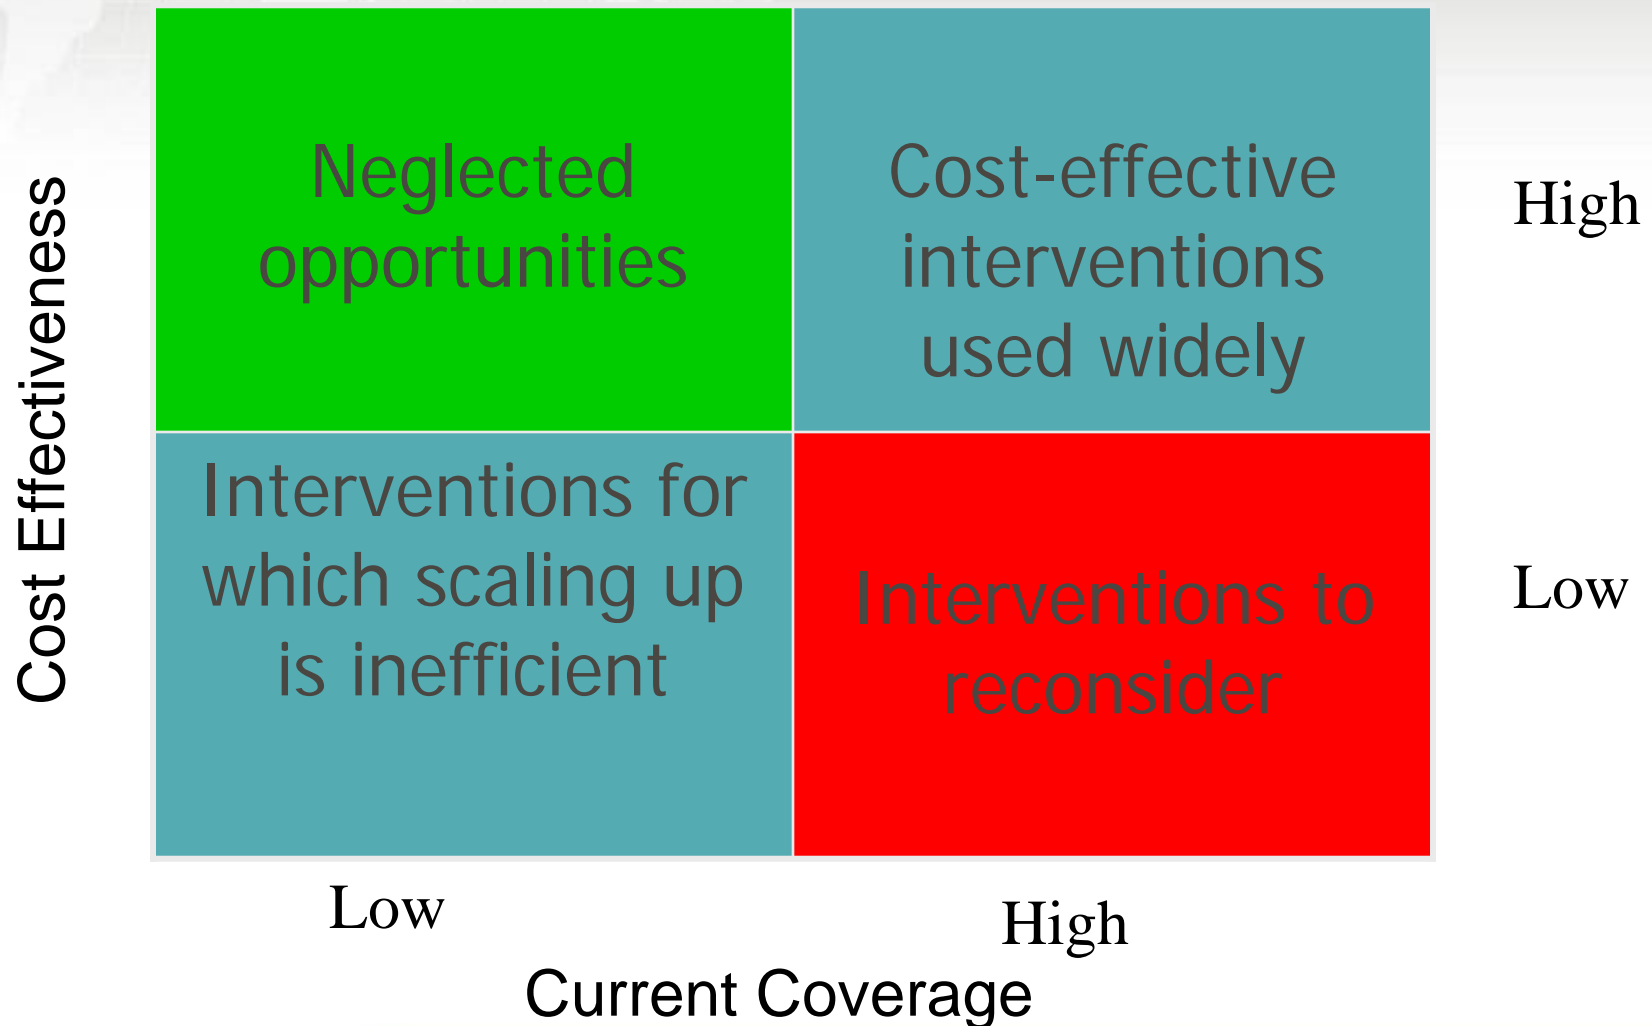 Cost Effectiveness
Neglected
opportunities
Cost-effective
interventions
used widely
High
Interventions for
which scaling up
is inefficient
Interventions to
reconsider
Low
Low
High
Current Coverage